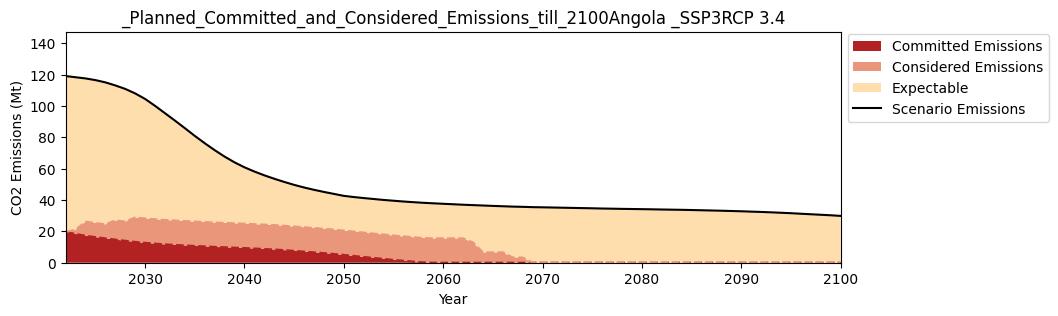 _Planned_Committed_and_Considered_Emissions_till_2100Angola _SSP3RCP 3.4
CO2 Emissions (Mt)
140
120
100
80
60
40
20
0
2030 2040 2050 2060 2070 2080 2090 2100
Year
Committed Emissions
Considered Emissions
Expectable
Scenario Emissions